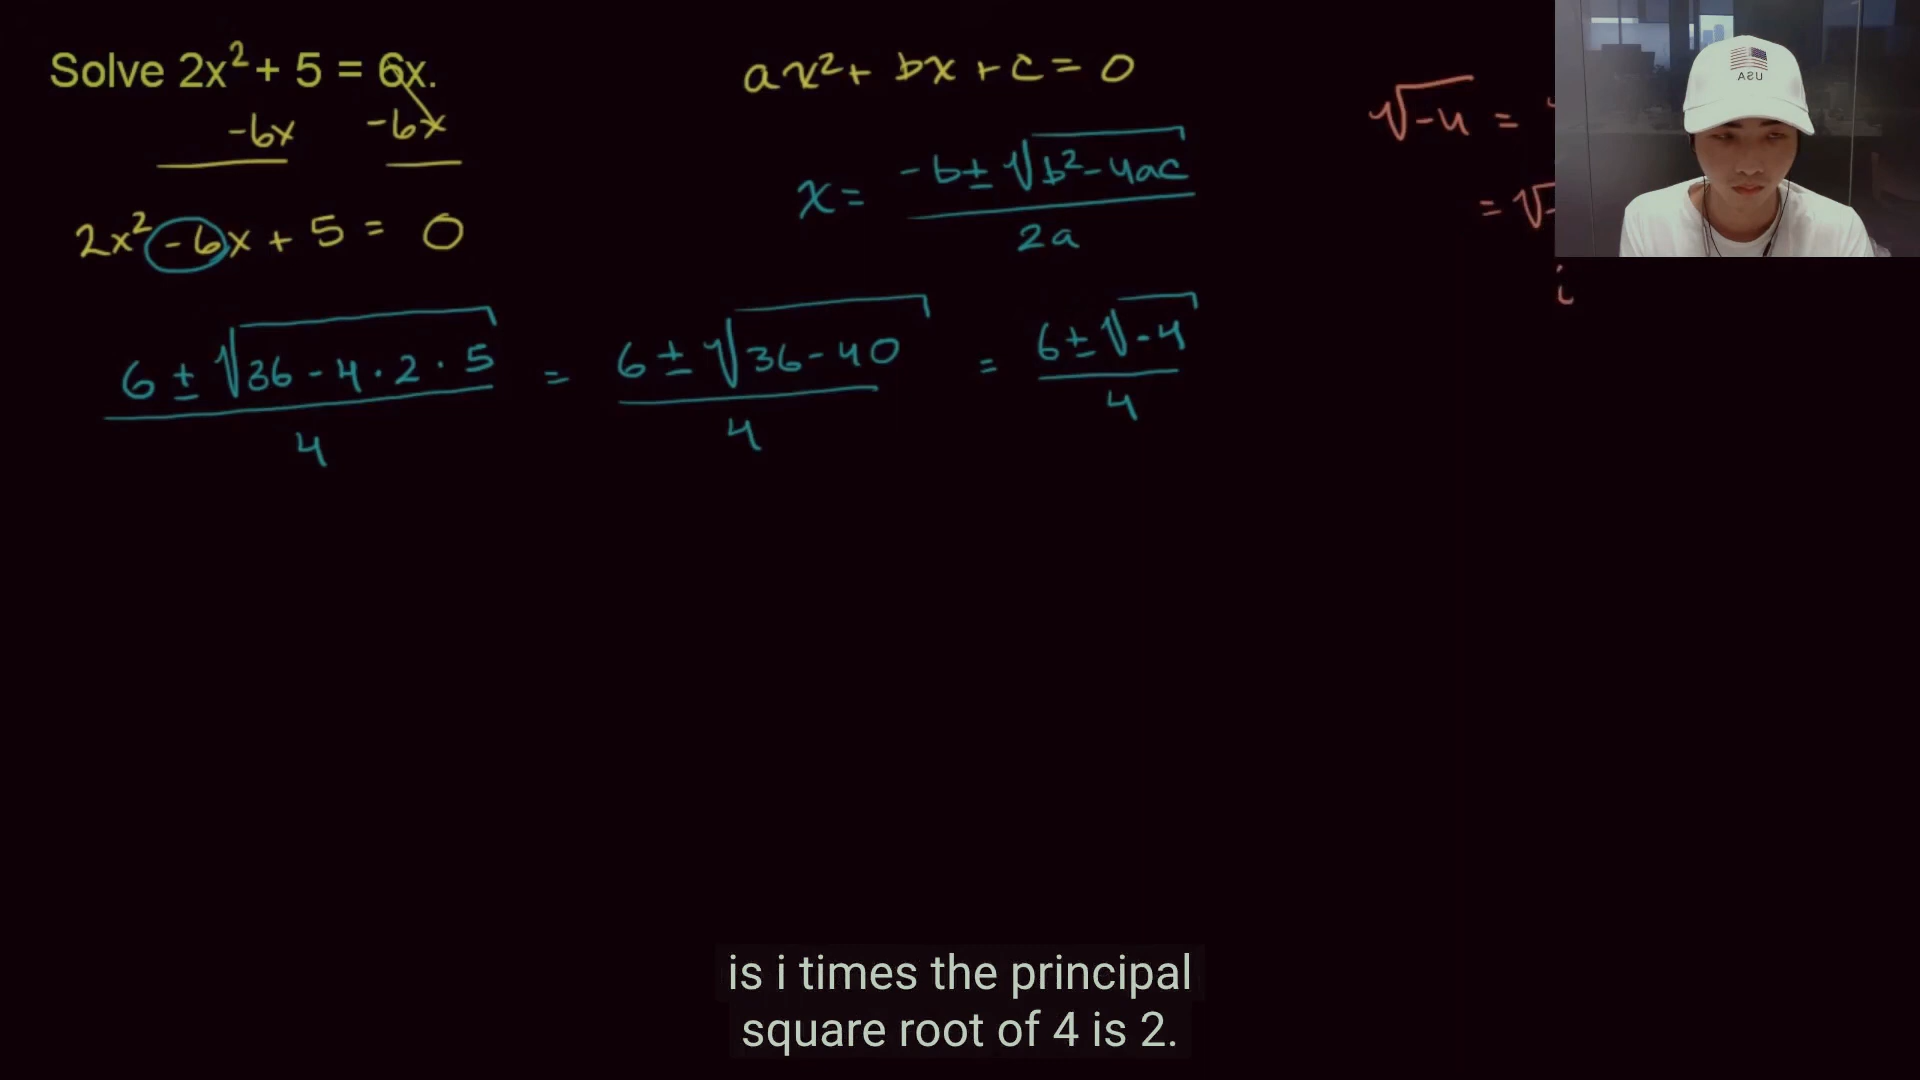 Solve 2x² + 5 = 6x.
-6x -6x
2x² -6x + 5 = 0
ax² + bx + c = 0
x = (-b ± √(b² - 4ac)) / 2a
(6 ± √(36 - 4 · 2 · 5)) / 4 = (6 ± √(36 - 40)) / 4 = (6 ± √-4) / 4
√-4 =
= √-
i
USA
is i times the principal
square root of 4 is 2.